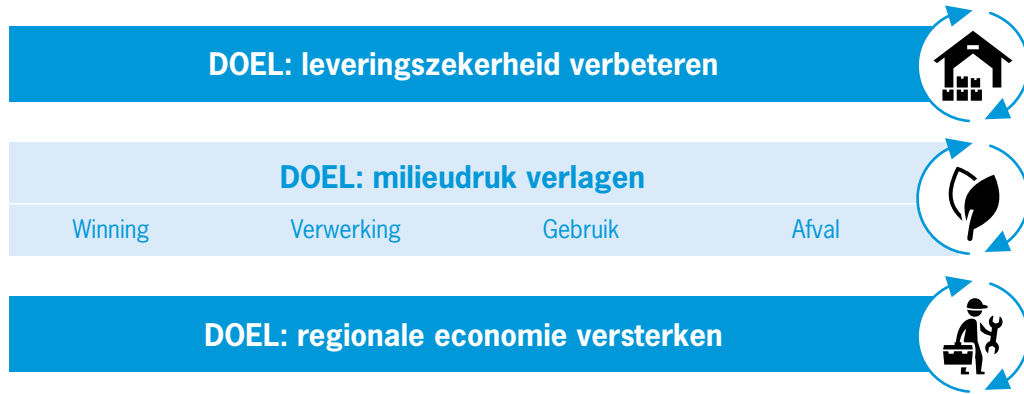 DOEL: leveringszekerheid verbeteren
DOEL: milieudruk verlagen
Winning Verwerking Gebruik Afval
DOEL: regionale economie versterken